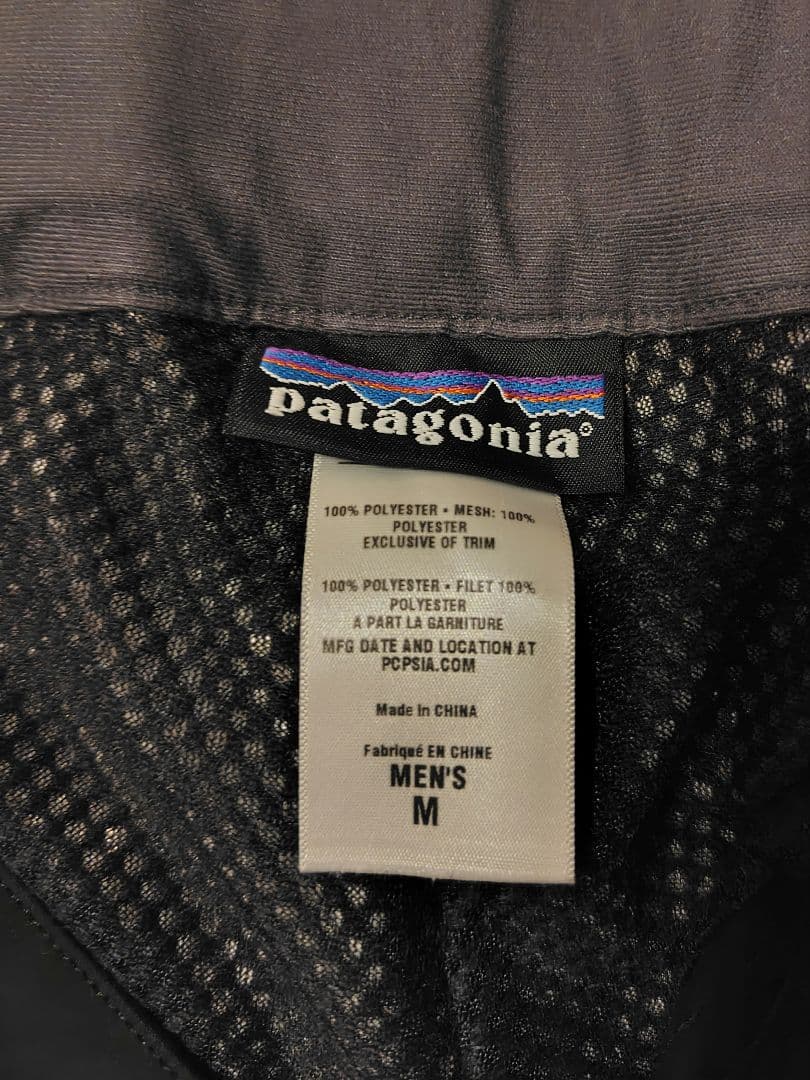 patagonia®
100% POLYESTER • MESH: 100%
POLYESTER
EXCLUSIVE OF TRIM
100% POLYESTER • FILET 100%
POLYESTER
A PART LA GARNITURE
MFG DATE AND LOCATION AT
PCPSIA.COM
Made in CHINA
Fabriqué EN CHINE
MEN'S
M